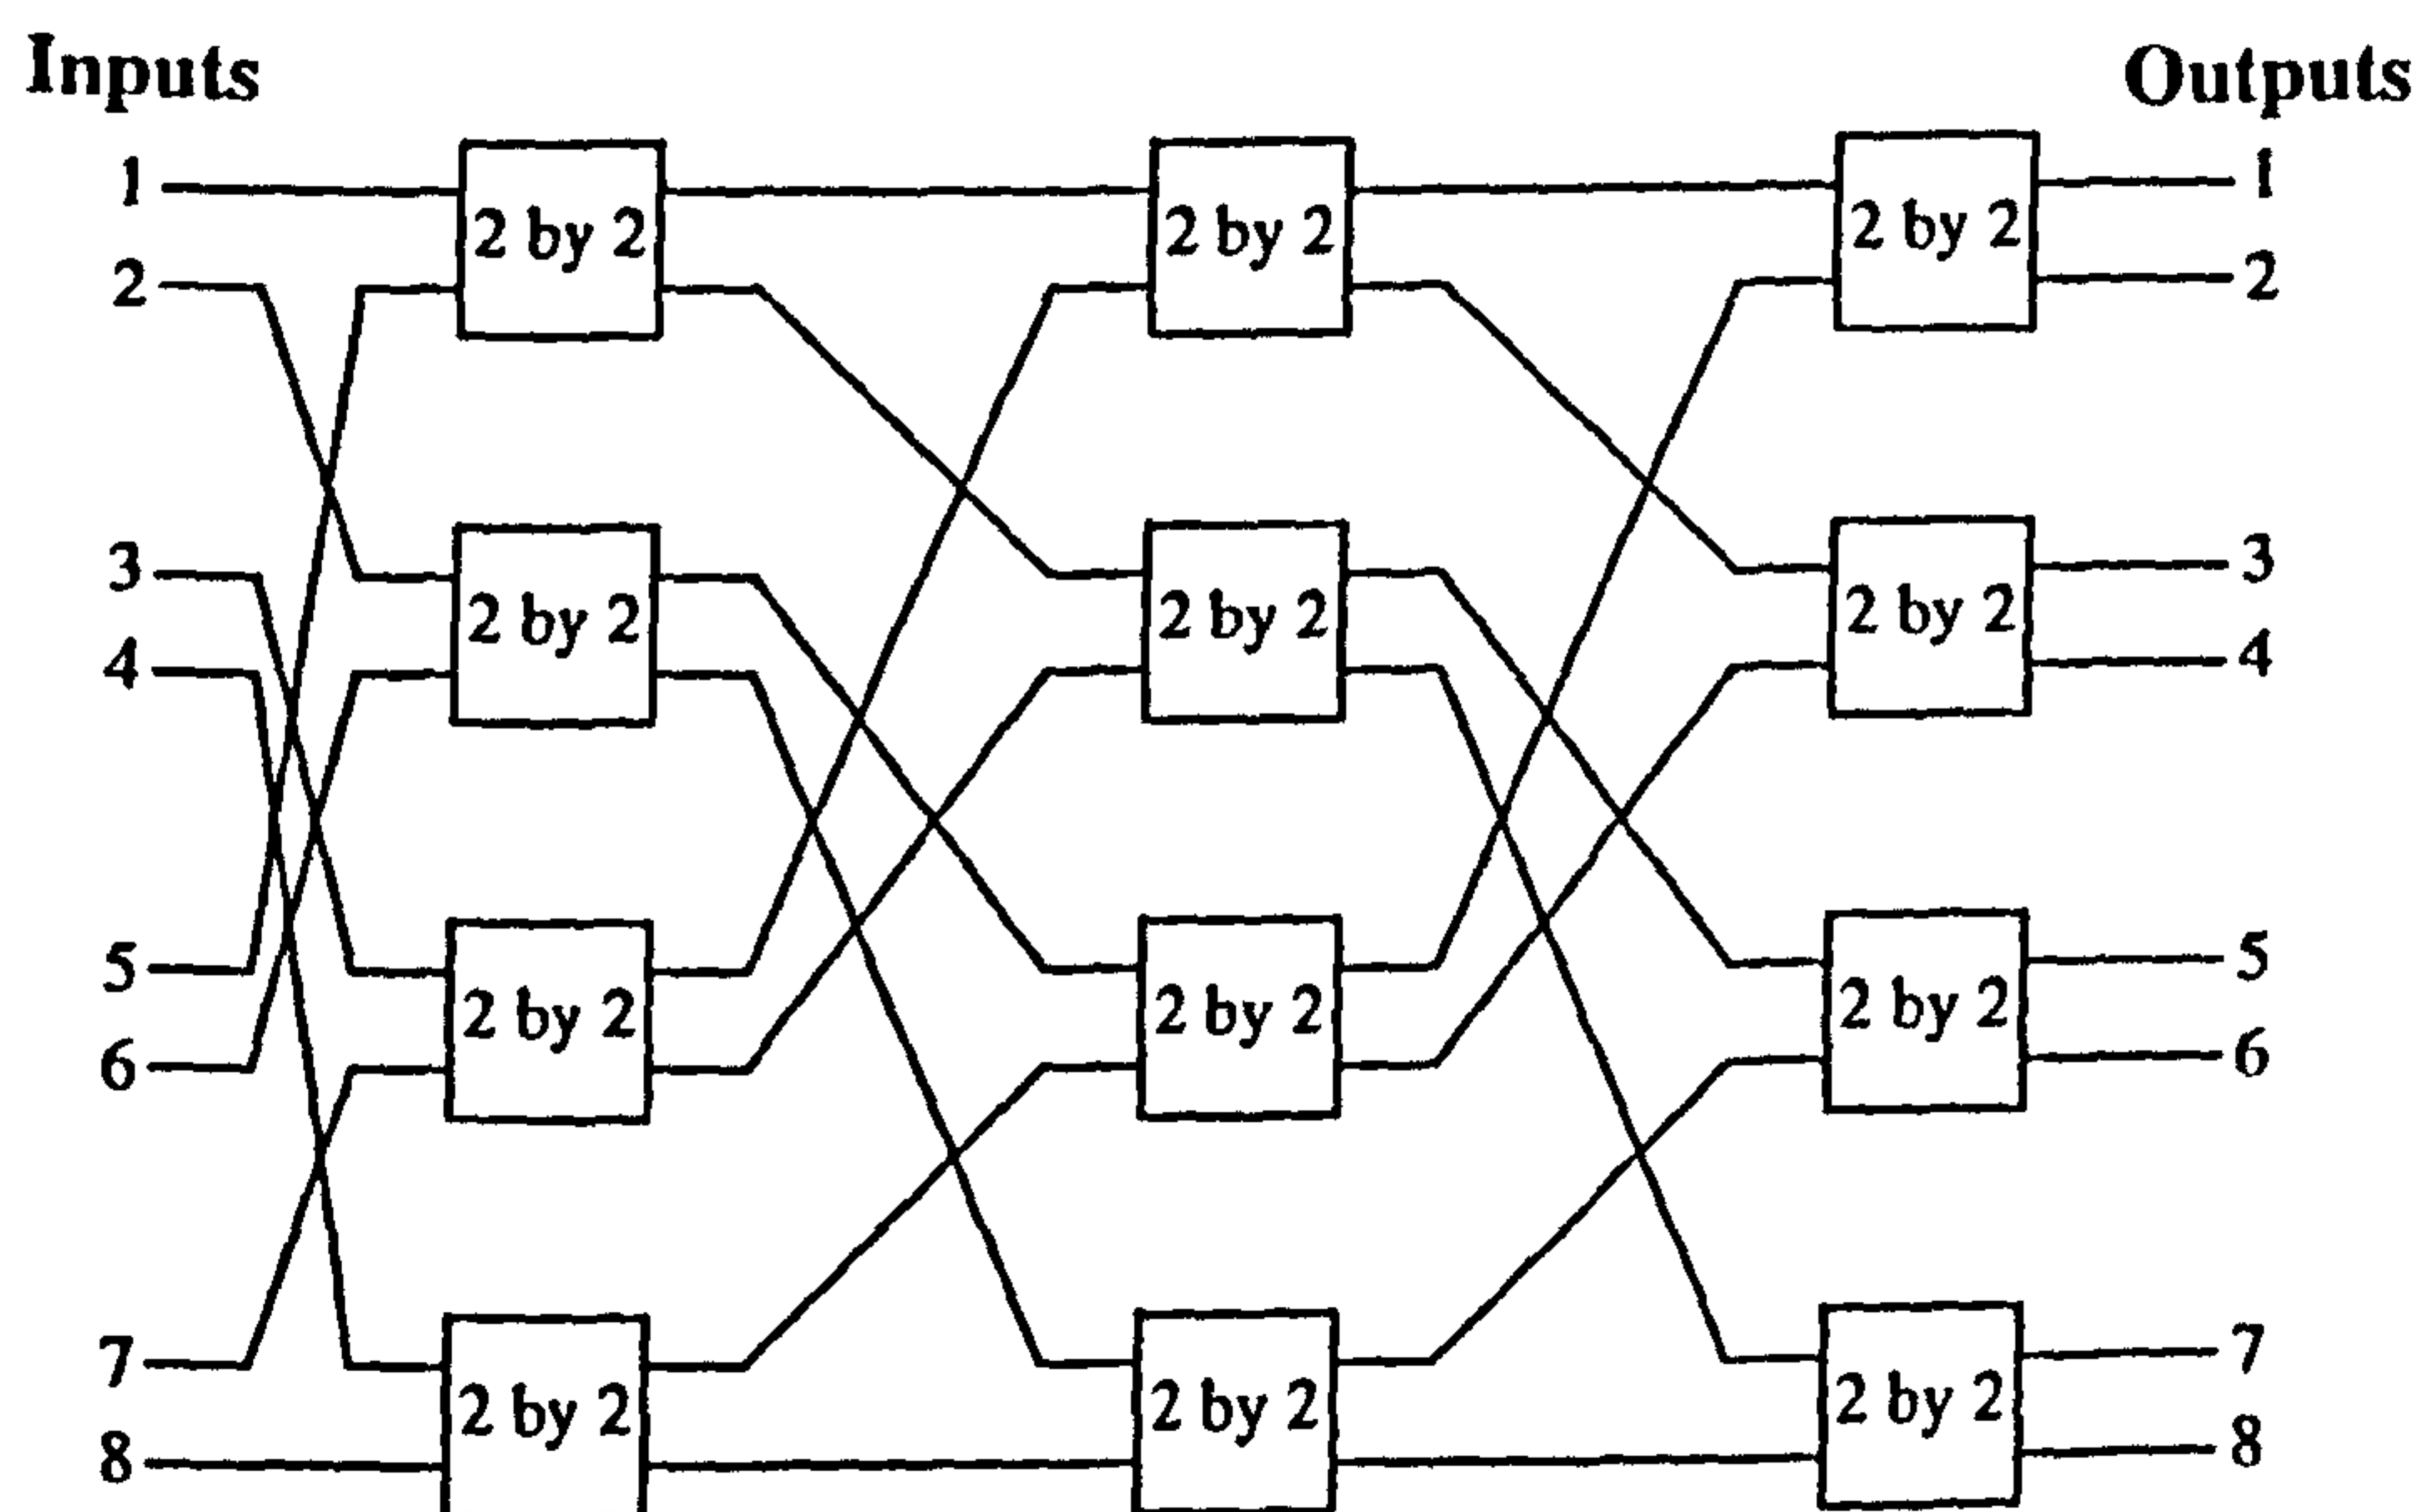 Inputs Outputs
1 2 by 2 2 by 2 2 by 2 1
2 2
3 2 by 2 2 by 2 2 by 2 3
4 4
5 2 by 2 2 by 2 2 by 2 5
6 6
7 2 by 2 2 by 2 2 by 2 7
8 8